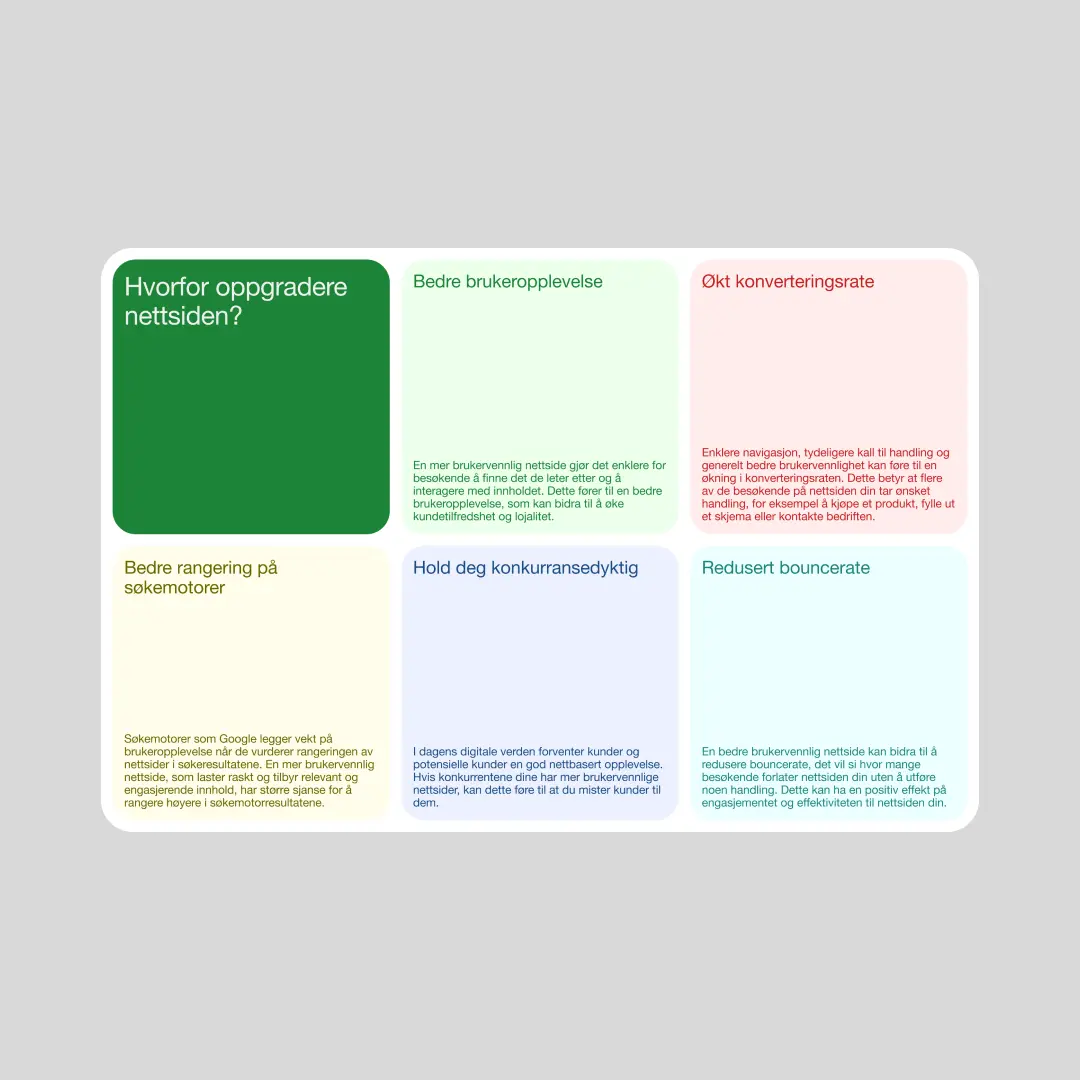 Hvorfor oppgradere
nettsiden?
Bedre brukeropplevelse
En mer brukervennlig nettside gjør det enklere for
besøkende å finne det de leter etter og å
interagere med innholdet. Dette fører til en bedre
brukeropplevelse, som kan bidra til å øke
kundetilfredshet og lojalitet.
Økt konverteringsrate
Enklere navigasjon, tydeligere kall til handling og
generelt bedre brukervennlighet kan føre til en
økning i konverteringsraten. Dette betyr at flere
av de besøkende på nettsiden din tar ønsket
handling, for eksempel å kjøpe et produkt, fylle ut
et skjema eller kontakte bedriften.
Bedre rangering på
søkemotorer
Søkemotorer som Google legger vekt på
brukeropplevelse når de vurderer rangeringen av
nettsider i søkeresultatene. En mer brukervennlig
nettside, som laster raskt og tilbyr relevant og
engasjerende innhold, har større sjanse for å
rangere høyere i søkemotorresultatene.
Hold deg konkurransedyktig
I dagens digitale verden forventer kunder og
potensielle kunder en god nettbasert opplevelse.
Hvis konkurrentene dine har mer brukervennlige
nettsider, kan dette føre til at du mister kunder til
dem.
Redusert bouncerate
En bedre brukervennlig nettside kan bidra til å
redusere bouncerate, det vil si hvor mange
besøkende forlater nettsiden din uten å utføre
noen handling. Dette kan ha en positiv effekt på
engasjementet og effektiviteten til nettsiden din.